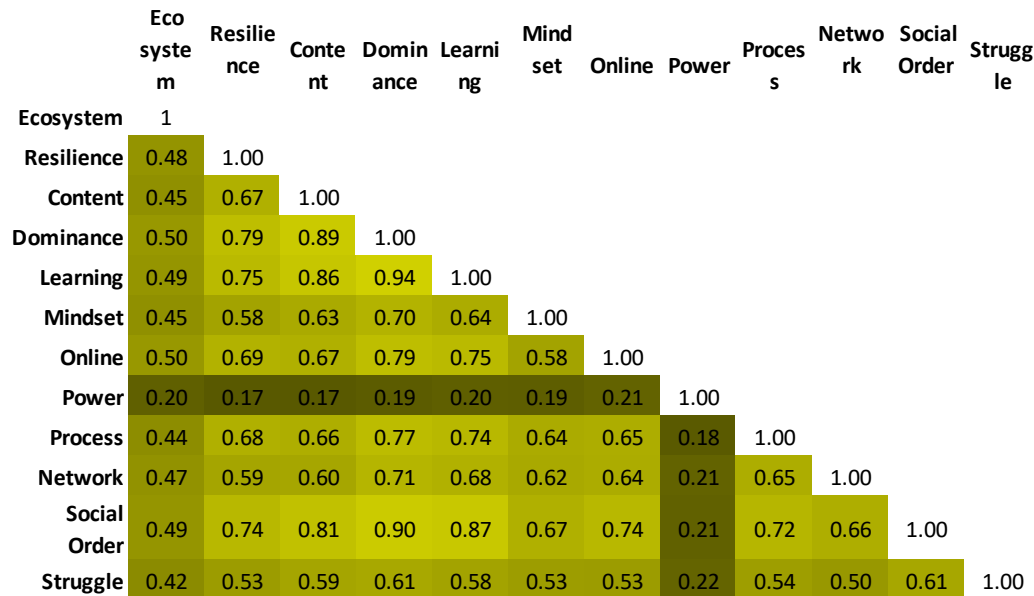 Eco
syste
m Resilie
nce Conte
nt Domin
ance Learni
ng Mind
set Online Power Proces
s Netwo
rk Social
Order Strugg
le
Ecosystem 1
Resilience 0.48 1.00
Content 0.45 0.67 1.00
Dominance 0.50 0.79 0.89 1.00
Learning 0.49 0.75 0.86 0.94 1.00
Mindset 0.45 0.58 0.63 0.70 0.64 1.00
Online 0.50 0.69 0.67 0.79 0.75 0.58 1.00
Power 0.20 0.17 0.17 0.19 0.20 0.19 0.21 1.00
Process 0.44 0.68 0.66 0.77 0.74 0.64 0.65 0.18 1.00
Network 0.47 0.59 0.60 0.71 0.68 0.62 0.64 0.21 0.65 1.00
Social
Order 0.49 0.74 0.81 0.90 0.87 0.67 0.74 0.21 0.72 0.66 1.00
Struggle 0.42 0.53 0.59 0.61 0.58 0.53 0.53 0.22 0.54 0.50 0.61 1.00